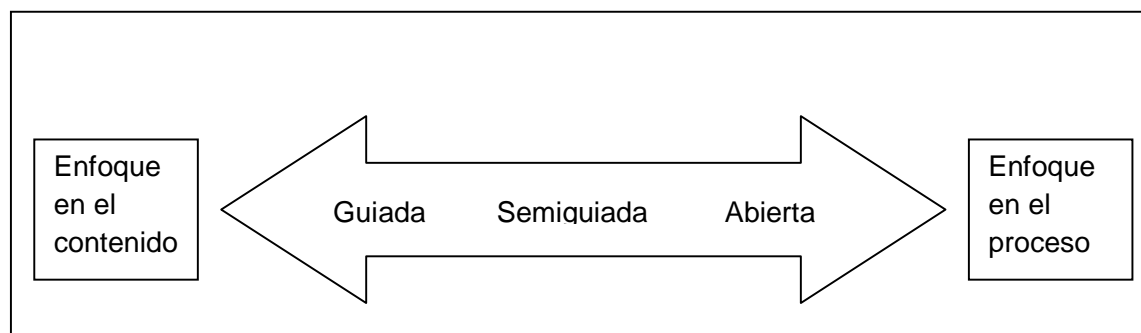 Enfoque
en el
contenido
Guiada Semiguiada Abierta
Enfoque
en el
proceso